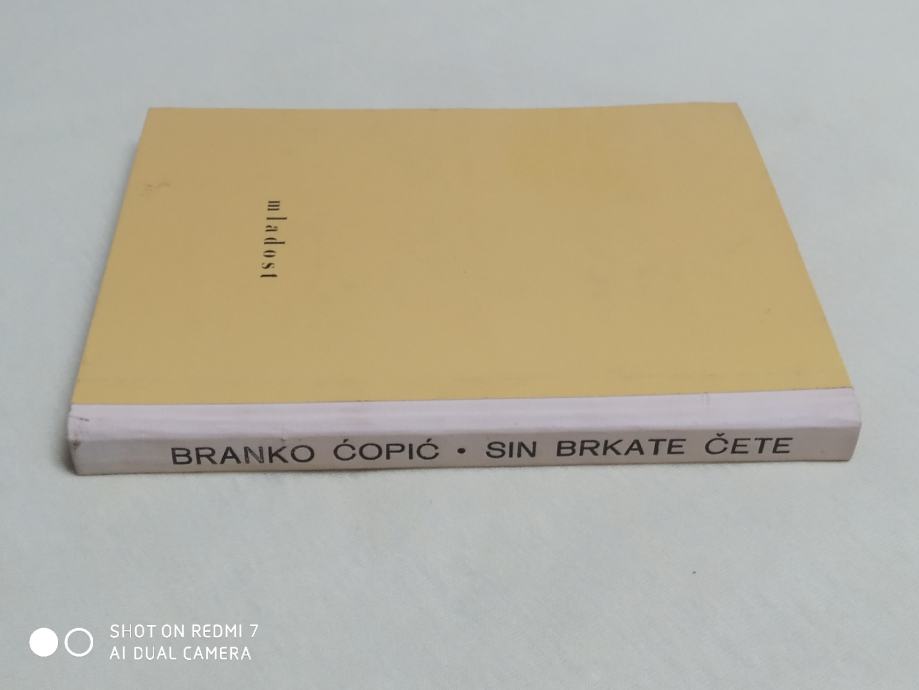 mladost
BRANKO ĆOPIĆ • SIN BRKATE ČETE
SHOT ON REDMI 7
AI DUAL CAMERA